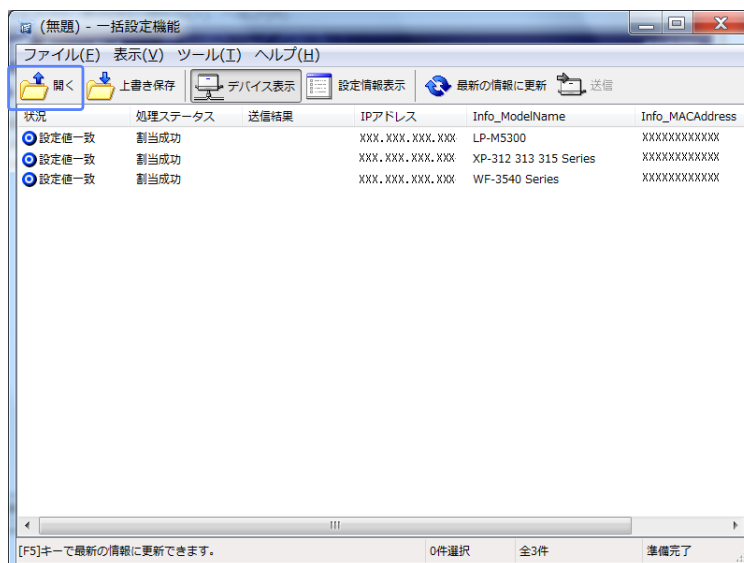 (無題) - 一括設定機能
ファイル(F) 表示(V) ツール(T) ヘルプ(H)
開く 上書き保存 デバイス表示 設定情報表示 最新の情報に更新 送信
状況 処理ステータス 送信結果 IPアドレス Info_ModelName Info_MACAddress
設定値一致 割当成功 XXX.XXX.XXX.XXX LP-M5300 XXXXXXXXXXXX
設定値一致 割当成功 XXX.XXX.XXX.XXX XP-312 313 315 Series XXXXXXXXXXXX
設定値一致 割当成功 XXX.XXX.XXX.XXX WF-3540 Series XXXXXXXXXXXX
[F5]キーで最新の情報に更新できます。 0件選択 全3件 準備完了